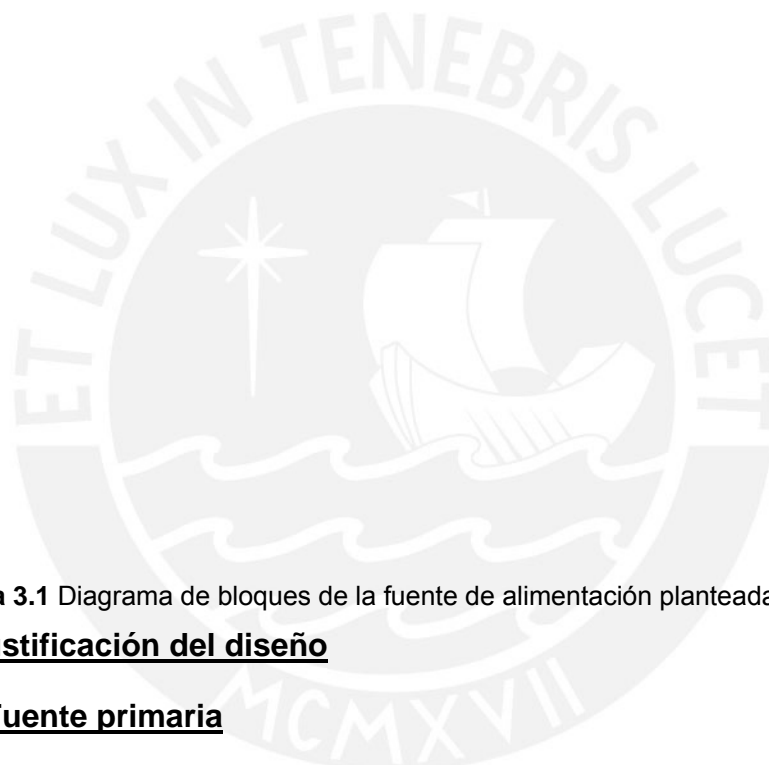 ET LUX IN TENEBRIS LUCET
a 3.1 Diagrama de bloques de la fuente de alimentación planteada
stificación del diseño
uente primaria
MCMXVII